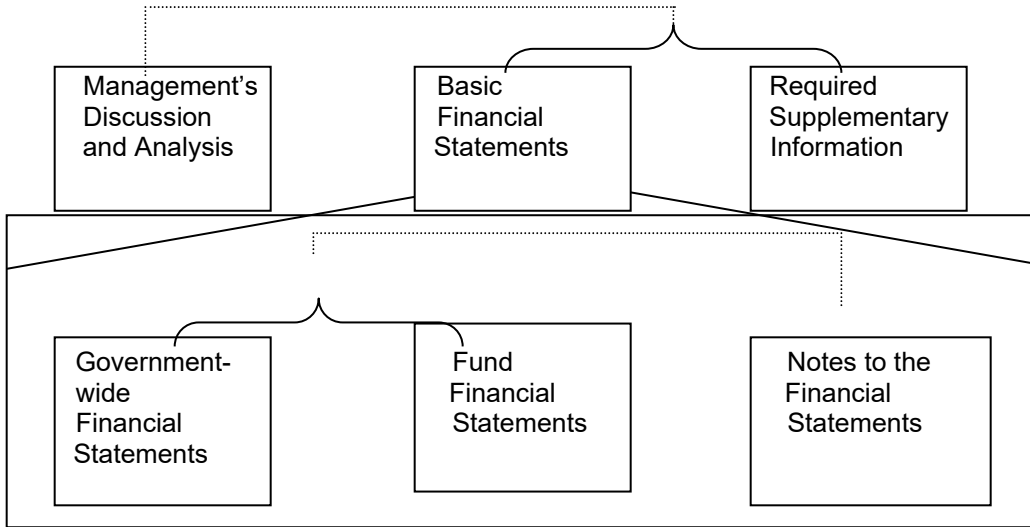 Management’s
Discussion
and Analysis
Basic
Financial
Statements
Required
Supplementary
Information
Government-
wide
Financial
Statements
Fund
Financial
Statements
Notes to the
Financial
Statements